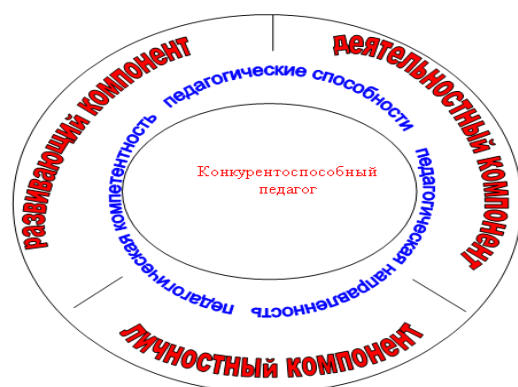 развивающий компонент
деятельностный компонент
личностный компонент
педагогические способности
педагогическая направленность
педагогическая компетентность
Конкурентоспособный
педагог